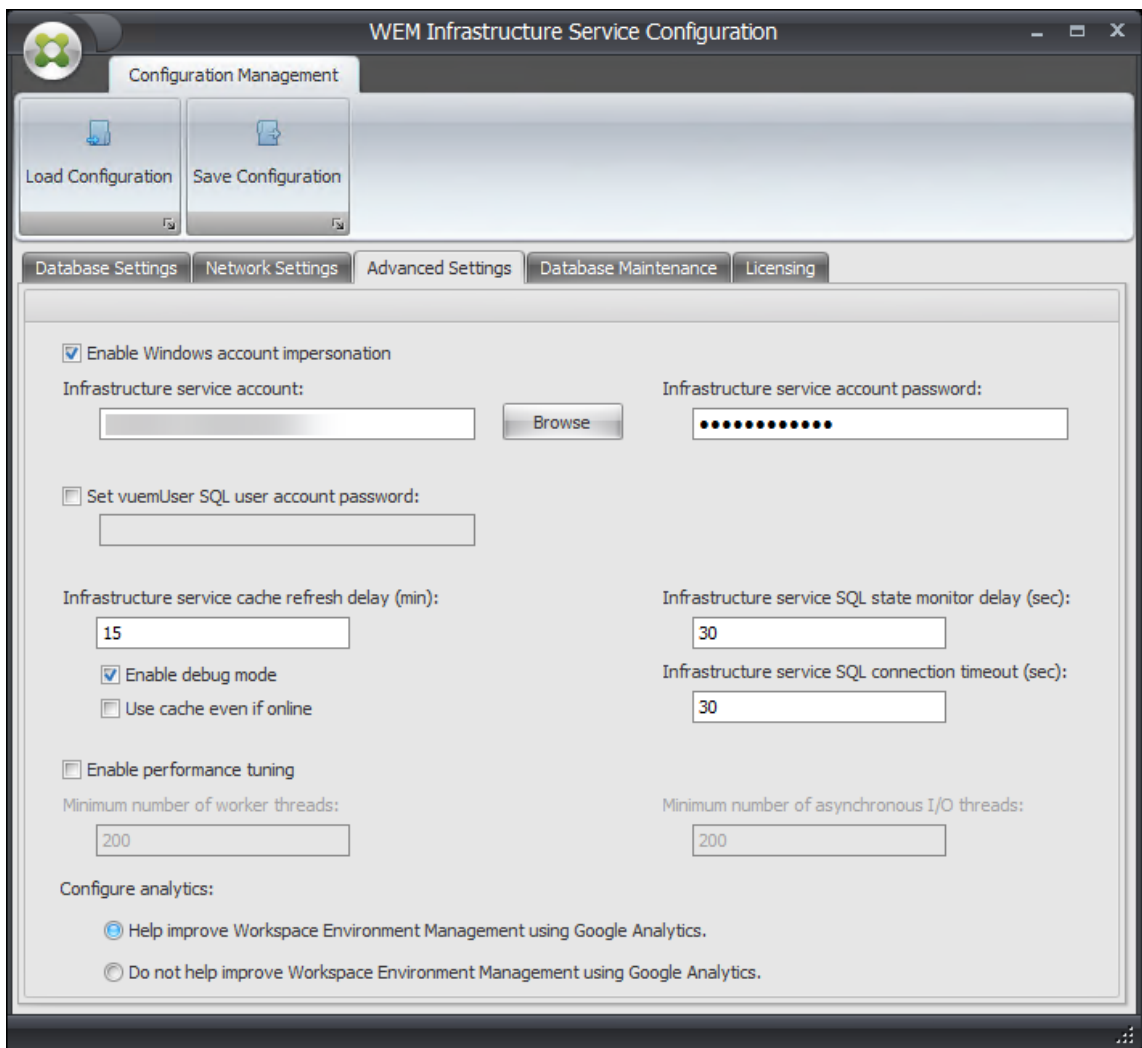 WEM Infrastructure Service Configuration
Configuration Management
Load Configuration Save Configuration
Database Settings Network Settings Advanced Settings Database Maintenance Licensing
Enable Windows account impersonation
Infrastructure service account: Infrastructure service account password:
Browse ••••••••••••
Set vuemUser SQL user account password:
Infrastructure service cache refresh delay (min): Infrastructure service SQL state monitor delay (sec):
15 30
Enable debug mode Infrastructure service SQL connection timeout (sec):
Use cache even if online 30
Enable performance tuning
Minimum number of worker threads: Minimum number of asynchronous I/O threads:
200 200
Configure analytics:
Help improve Workspace Environment Management using Google Analytics.
Do not help improve Workspace Environment Management using Google Analytics.